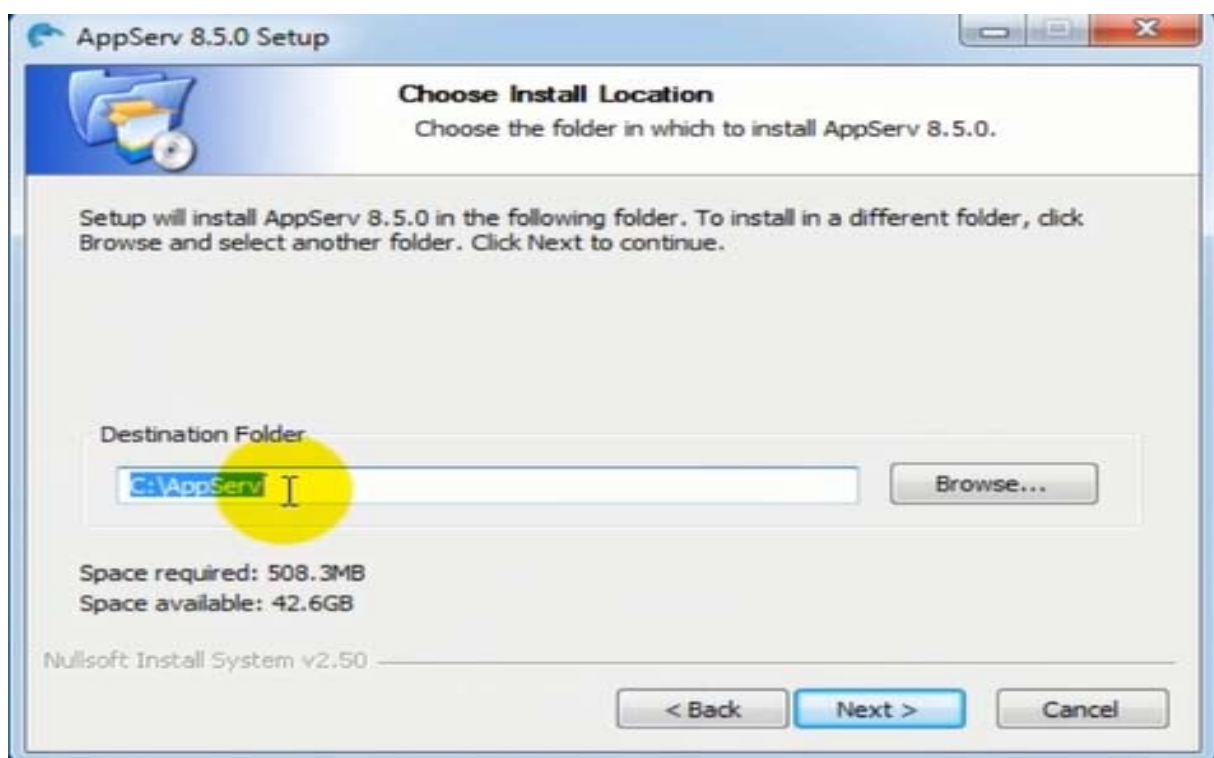 AppServ 8.5.0 Setup
Choose Install Location
Choose the folder in which to install AppServ 8.5.0.
Setup will install AppServ 8.5.0 in the following folder. To install in a different folder, click
Browse and select another folder. Click Next to continue.
Destination Folder
C:\AppServ
Browse...
Space required: 508.3MB
Space available: 42.6GB
Nullsoft Install System v2.50
< Back
Next >
Cancel